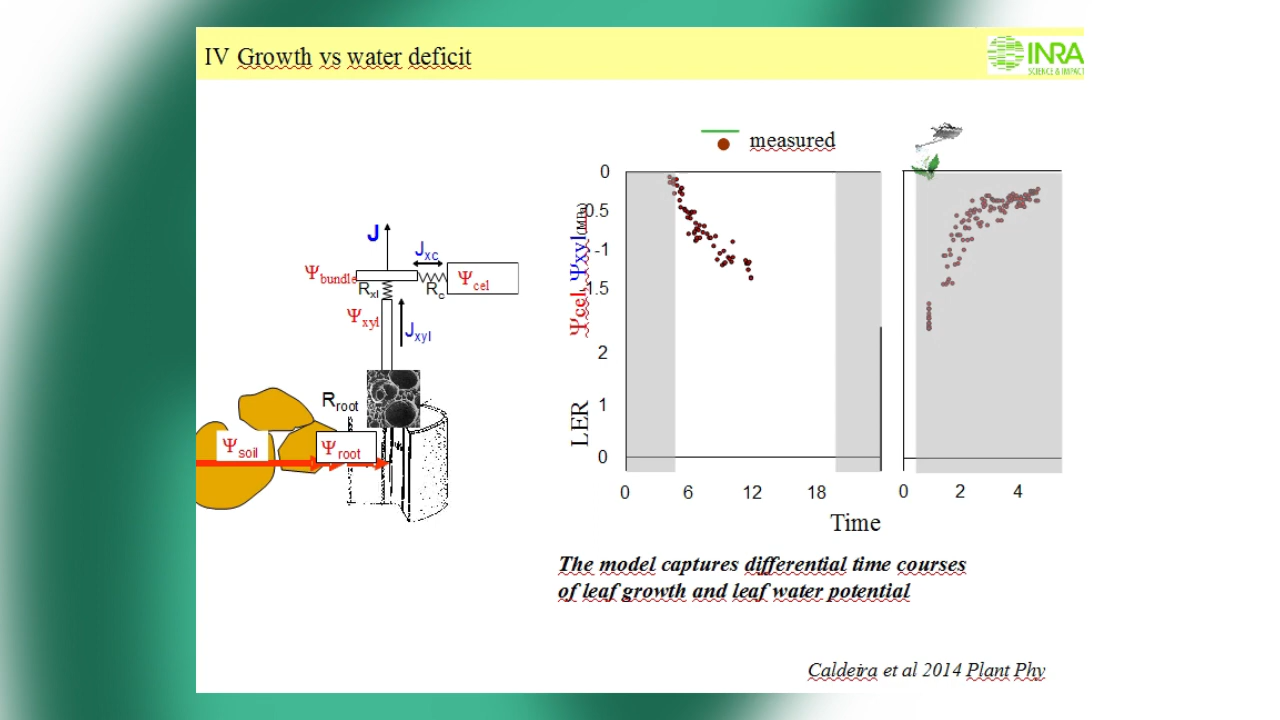 IV Growth vs water deficit
INRA
SCIENCE & IMPACT
measured
J
Jxc
Ψbundle
Rxl
Rc
Ψcel
Ψxyl
Jxyl
Rroot
Ψsoil
Ψroot
Ψcel, Ψxyl (MPa)
0
0.5
-1
1.5
2
1
0
LER
0 6 12 18
0 2 4
Time
The model captures differential time courses
of leaf growth and leaf water potential
Caldeira et al 2014 Plant Phy